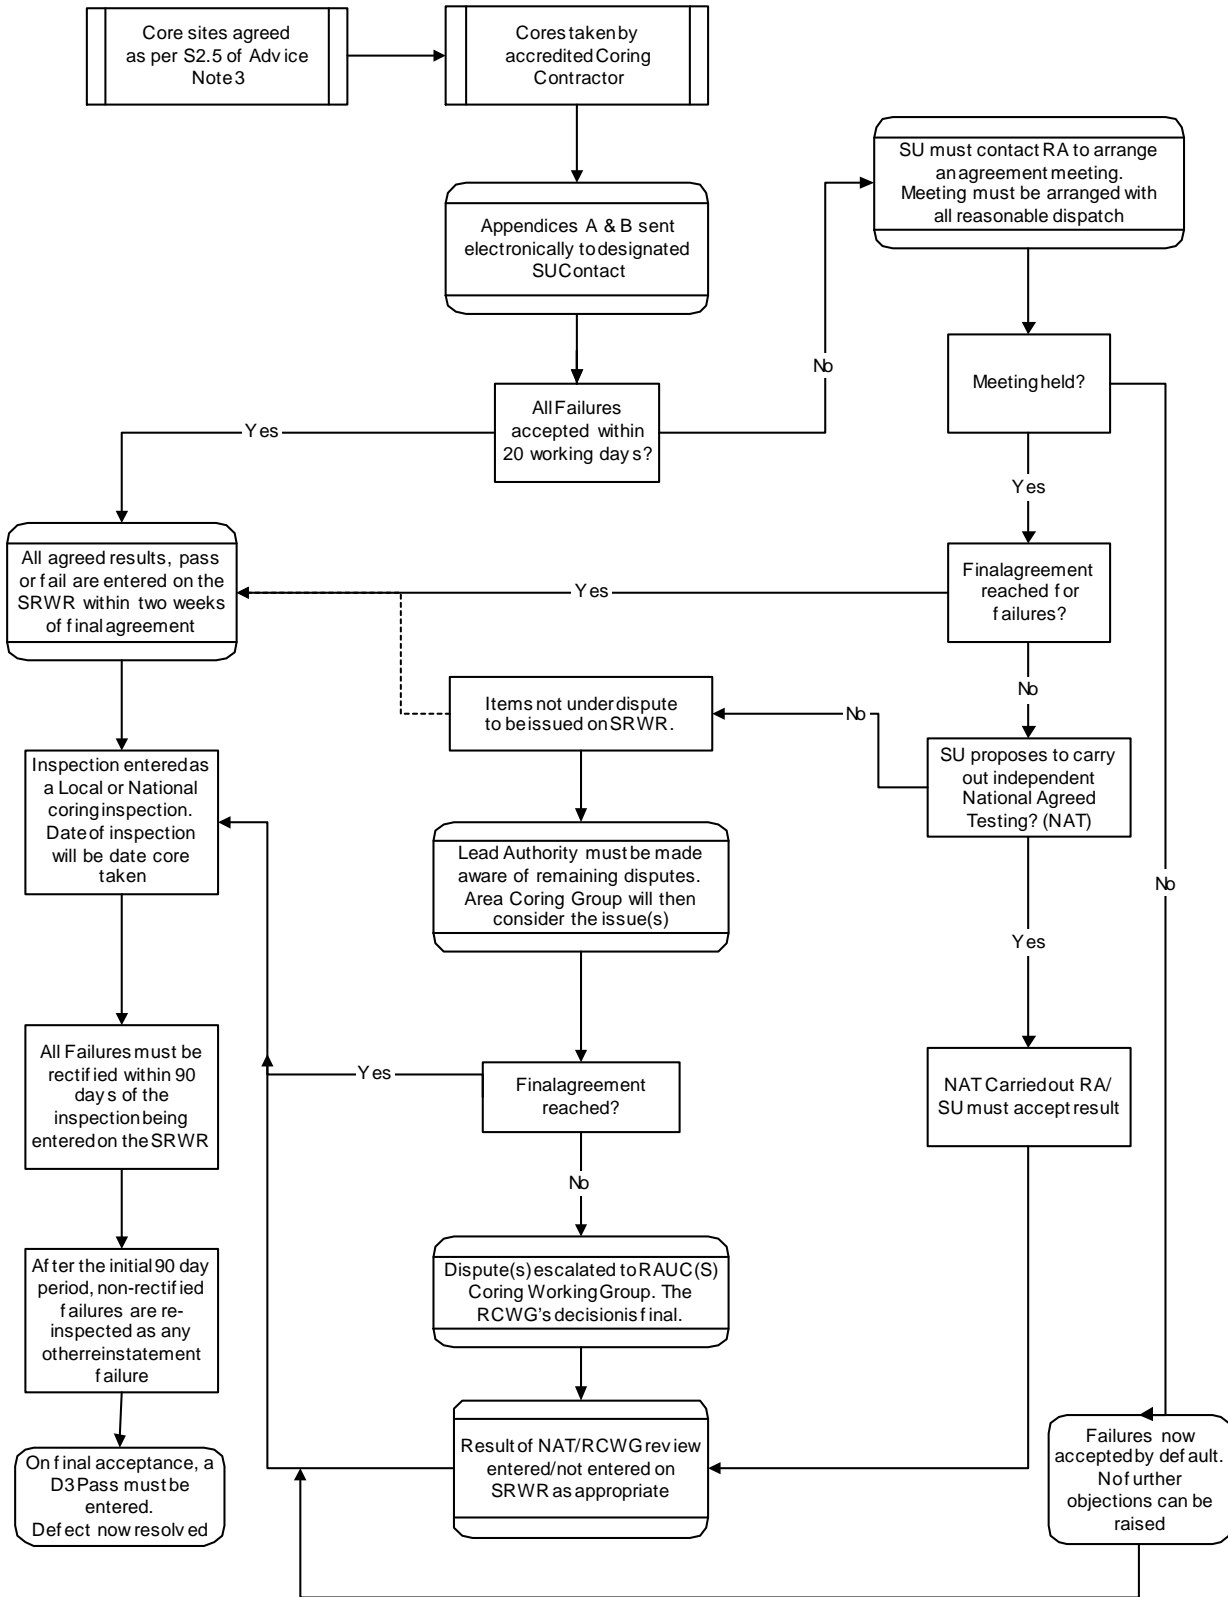 Core sites agreed
as per S2.5 of Advice
Note 3
Cores taken by
accredited Coring
Contractor
SU must contact RA to arrange
an agreement meeting.
Meeting must be arranged with
all reasonable dispatch
Appendices A & B sent
electronically to designated
SU Contact
No
Meeting held?
All Failures
accepted within
20 working days?
Yes
Yes
All agreed results, pass
or fail are entered on the
SRWR within two weeks
of final agreement
Final agreement
reached for
failures?
Yes
No
Items not under dispute
to be issued on SRWR.
No
SU proposes to carry
out independent
National Agreed
Testing? (NAT)
Inspection entered as
a Local or National
coring inspection.
Date of inspection
will be date core
taken
Lead Authority must be made
aware of remaining disputes.
Area Coring Group will then
consider the issue(s)
No
Yes
All Failures must be
rectified within 90
days of the
inspection being
entered on the SRWR
Yes
Final agreement
reached?
NAT Carried out RA/
SU must accept result
No
After the initial 90 day
period, non-rectified
failures are re-
inspected as any
other reinstatement
failure
Dispute(s) escalated to RAUC(S)
Coring Working Group. The
RCWG's decision is final.
On final acceptance, a
D3 Pass must be
entered.
Defect now resolved
Result of NAT/RCWG review
entered/not entered on
SRWR as appropriate
Failures now
accepted by default.
No further
objections can be
raised